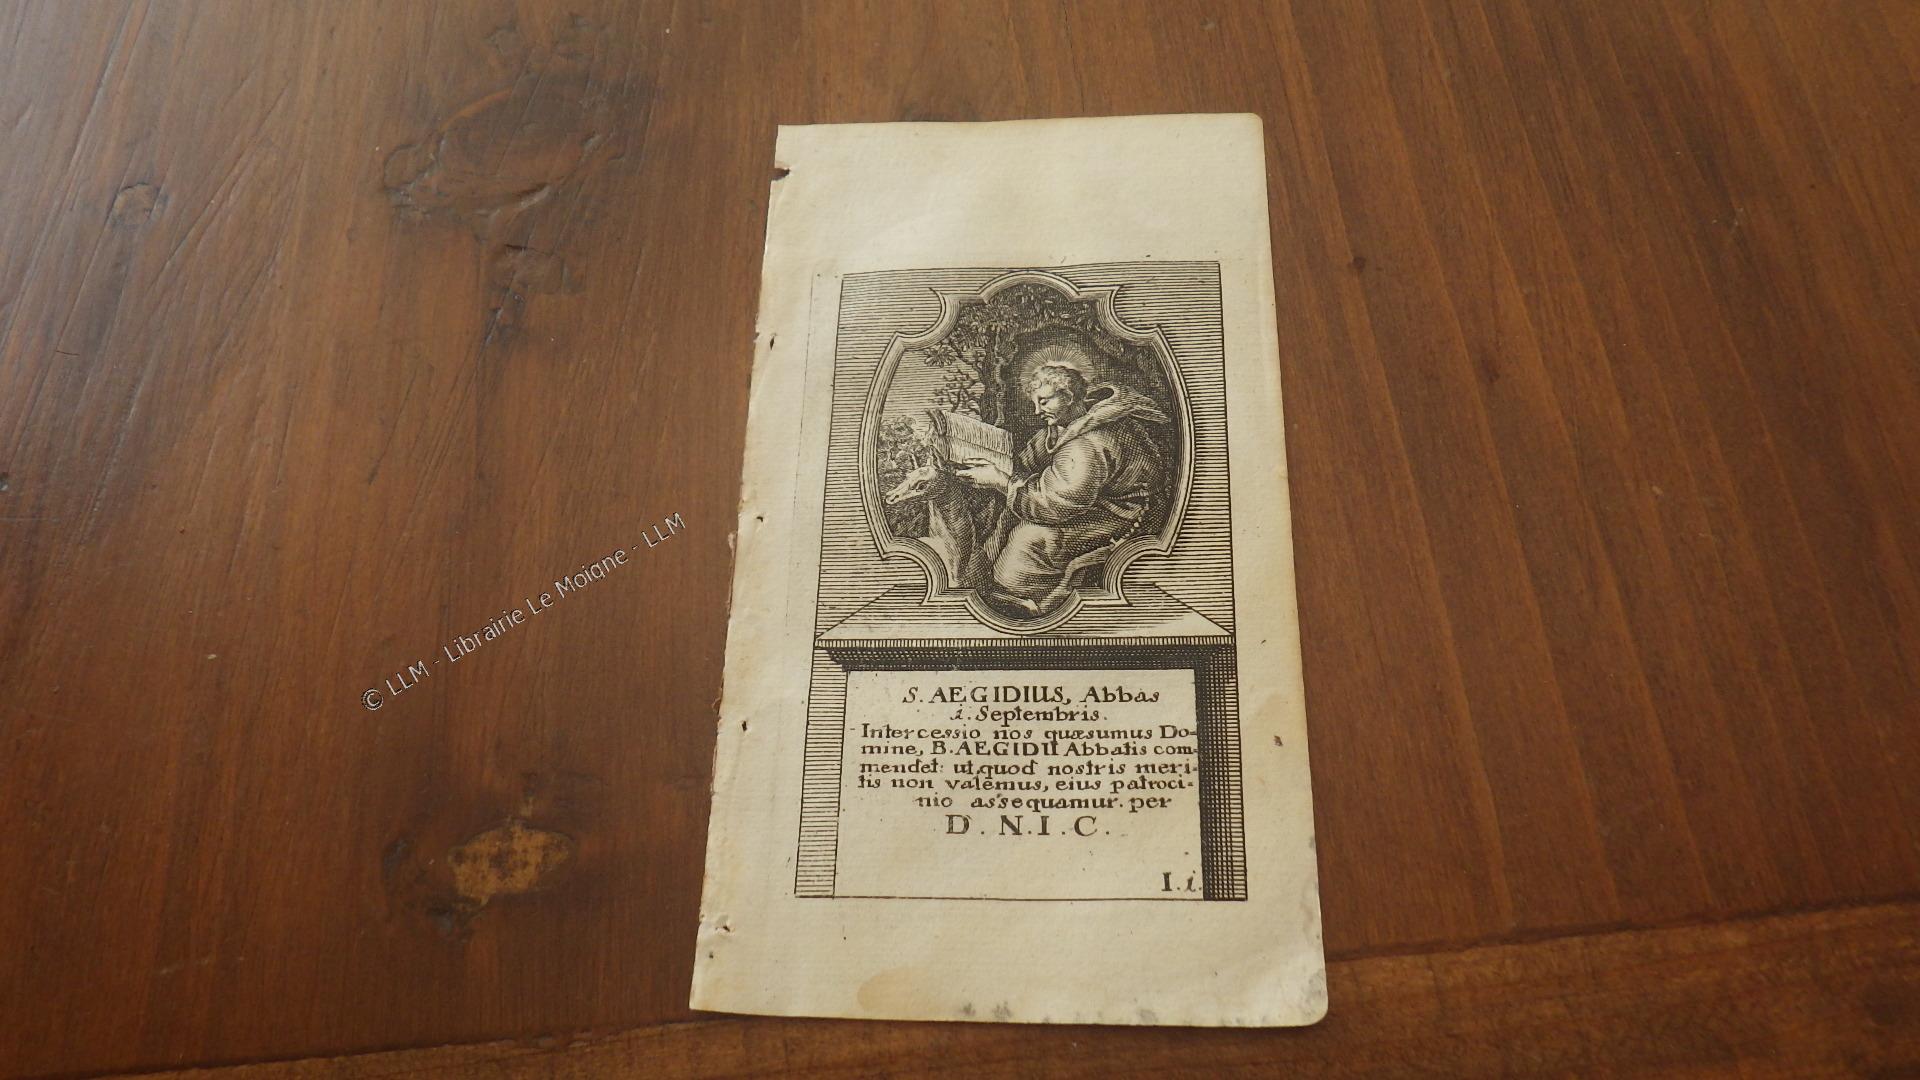 S. AEGIDIUS, Abbas
1. Septembris.
Intercessio nos quæsumus Do=
mine, B. AEGIDII Abbatis com=
mendet: ut, quod nostris meri=
tis non valemus, eius patroci=
nio assequamur. per
D. N. I. C.
I. i.
© LLM - Librairie Le Moigne - LLM